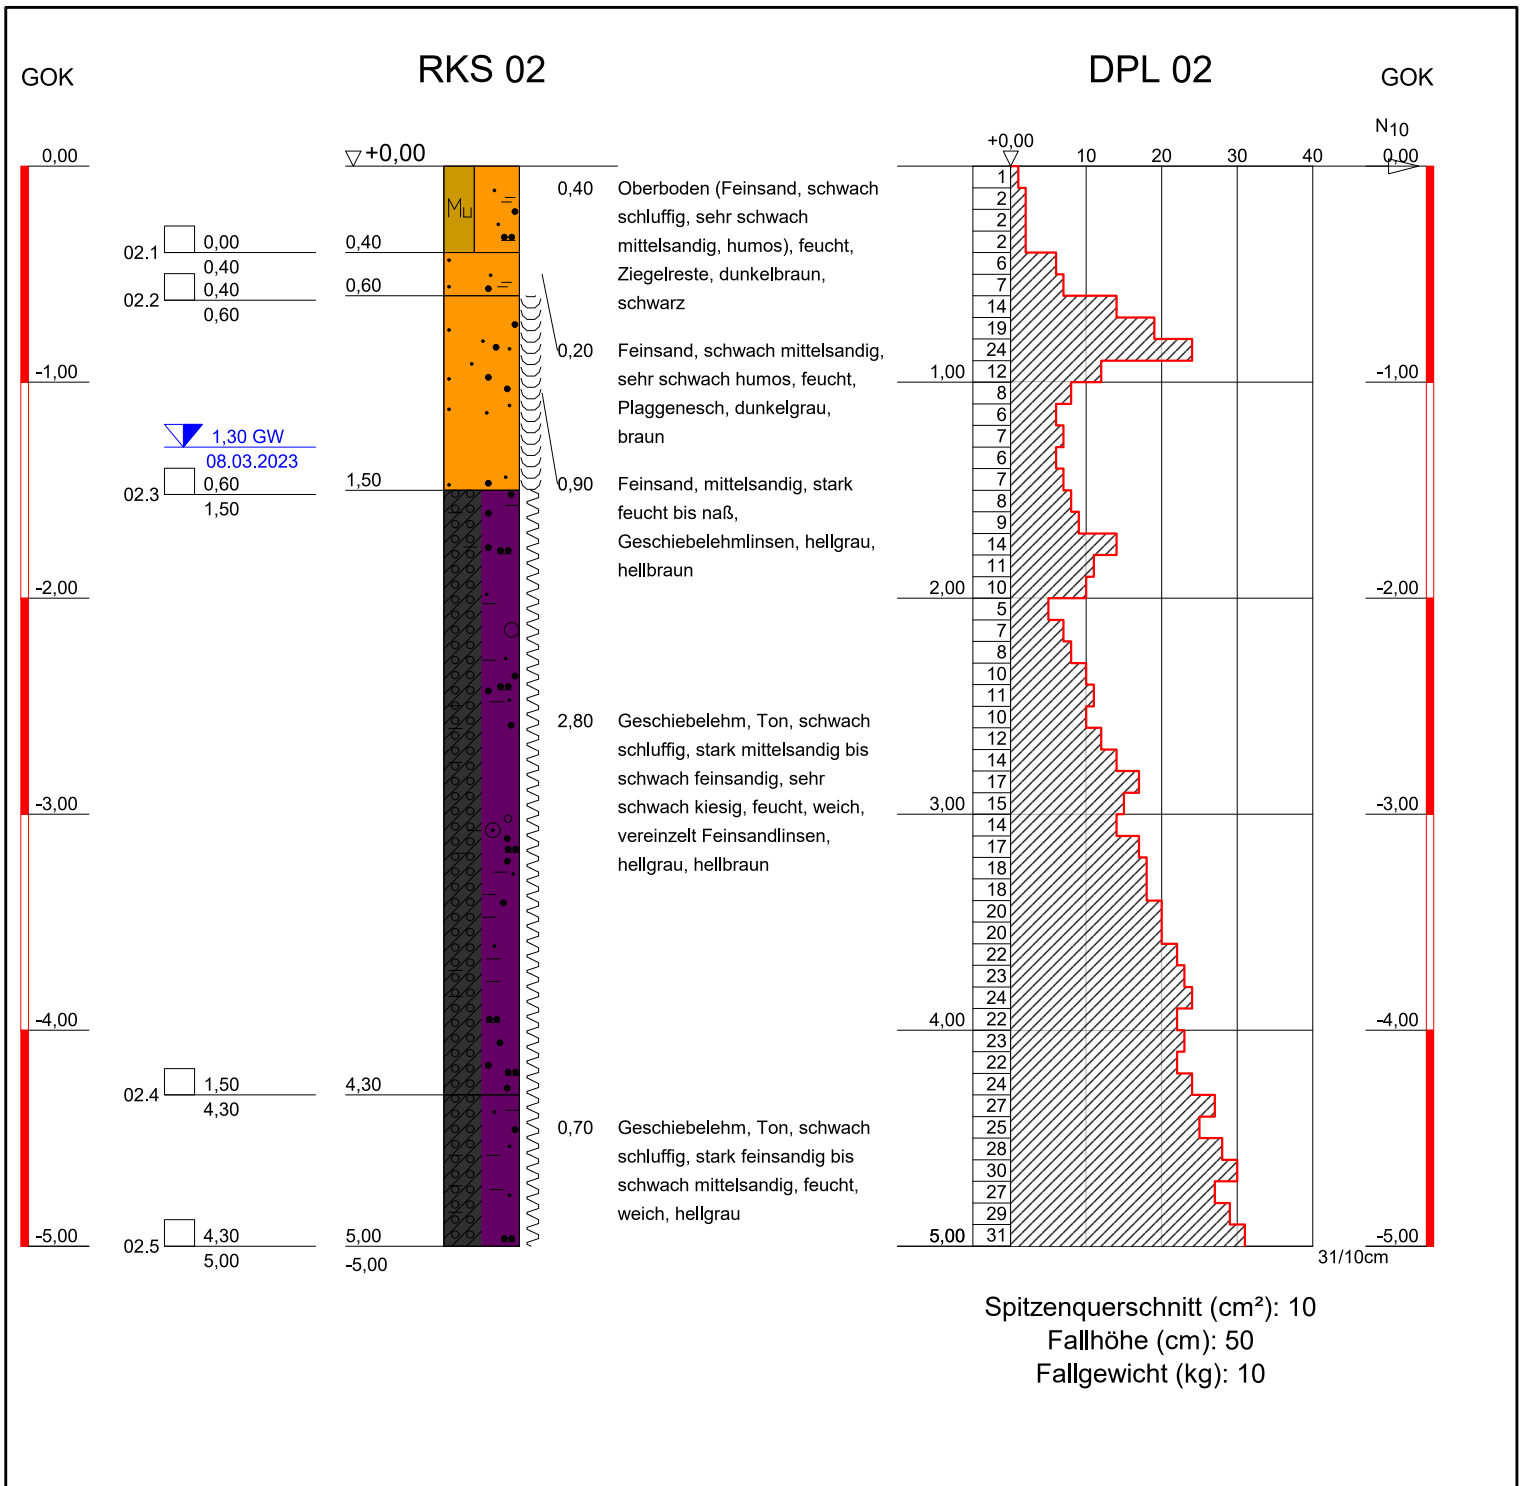 GOK
RKS 02
DPL 02
GOK
N10
0,00
+0,00
+0,00
10
20
30
40
0,00
Mu
02.1
0,00
0,40
0,40
02.2
0,40
0,60
0,60
-1,00
1,30 GW
08.03.2023
02.3
0,60
1,50
1,50
-2,00
-3,00
-4,00
02.4
1,50
4,30
4,30
-5,00
02.5
4,30
5,00
5,00
-5,00
0,40
Oberboden (Feinsand, schwach
schluffig, sehr schwach
mittelsandig, humos), feucht,
Ziegelreste, dunkelbraun,
schwarz
0,20
Feinsand, schwach mittelsandig,
sehr schwach humos, feucht,
Plaggenesch, dunkelgrau,
braun
0,90
Feinsand, mittelsandig, stark
feucht bis naß,
Geschiebelehmlinsen, hellgrau,
hellbraun
2,80
Geschiebelehm, Ton, schwach
schluffig, stark mittelsandig bis
schwach feinsandig, sehr
schwach kiesig, feucht, weich,
vereinzelt Feinsandlinsen,
hellgrau, hellbraun
0,70
Geschiebelehm, Ton, schwach
schluffig, stark feinsandig bis
schwach mittelsandig, feucht,
weich, hellgrau
1
2
2
2
6
7
14
19
24
12
1,00
8
6
7
6
7
8
9
14
11
10
2,00
5
7
8
10
11
10
12
14
17
15
3,00
14
17
18
18
20
20
22
23
24
22
4,00
23
22
24
27
25
28
30
27
29
31
5,00
31/10cm
-1,00
-2,00
-3,00
-4,00
-5,00
Spitzenquerschnitt (cm²): 10
Fallhöhe (cm): 50
Fallgewicht (kg): 10